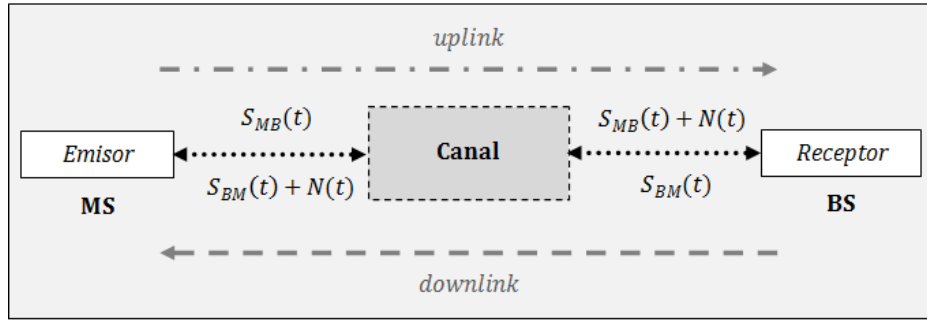 uplink
S_MB(t)
S_MB(t) + N(t)
Emisor
Canal
Receptor
S_BM(t) + N(t)
S_BM(t)
MS
BS
downlink